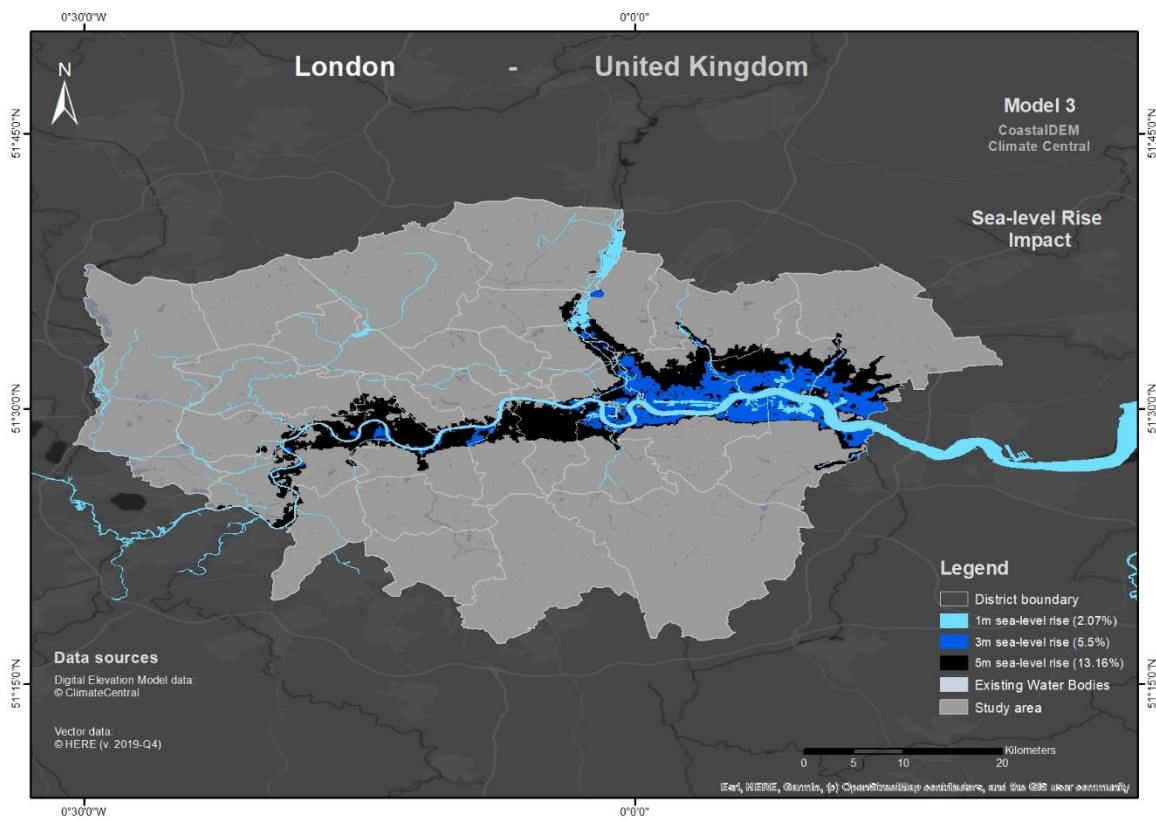 0°30'0"W
0°0'0"
London - United Kingdom
N
Model 3
CoastalDEM
Climate Central
51°45'0"N
51°45'0"N
Sea-level Rise
Impact
51°30'0"N
51°30'0"N
Legend
District boundary
1m sea-level rise (2.07%)
3m sea-level rise (5.5%)
5m sea-level rise (13.16%)
Existing Water Bodies
Study area
Data sources
Digital Elevation Model data:
© ClimateCentral
Vector data:
© HERE (v. 2019-Q4)
51°15'0"N
51°15'0"N
Kilometers
0 5 10 20
Esri, HERE, Garmin, (c) OpenStreetMap contributors, and the GIS user community
0°30'0"W
0°0'0"